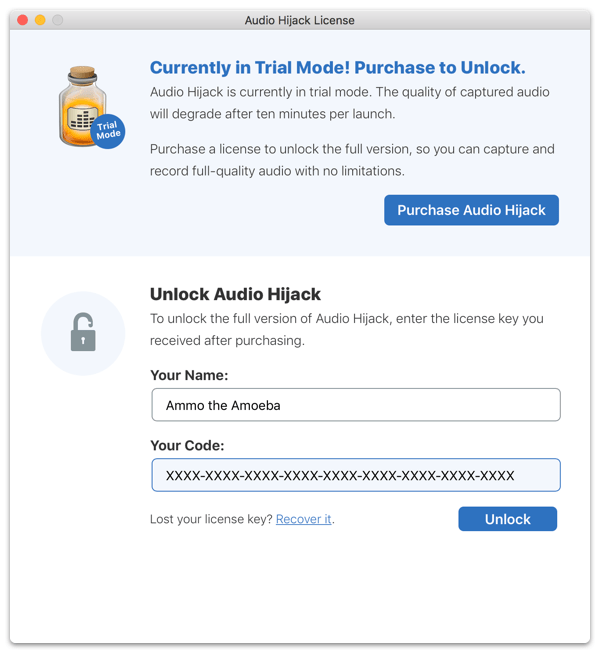 Audio Hijack License
Currently in Trial Mode! Purchase to Unlock.
Audio Hijack is currently in trial mode. The quality of captured audio
will degrade after ten minutes per launch.
Trial
Mode
Purchase a license to unlock the full version, so you can capture and
record full-quality audio with no limitations.
Purchase Audio Hijack
Unlock Audio Hijack
To unlock the full version of Audio Hijack, enter the license key you
received after purchasing.
Your Name:
Ammo the Amoeba
Your Code:
XXXX-XXXX-XXXX-XXXX-XXXX-XXXX-XXXX-XXXX-XXXX
Lost your license key? Recover it.
Unlock